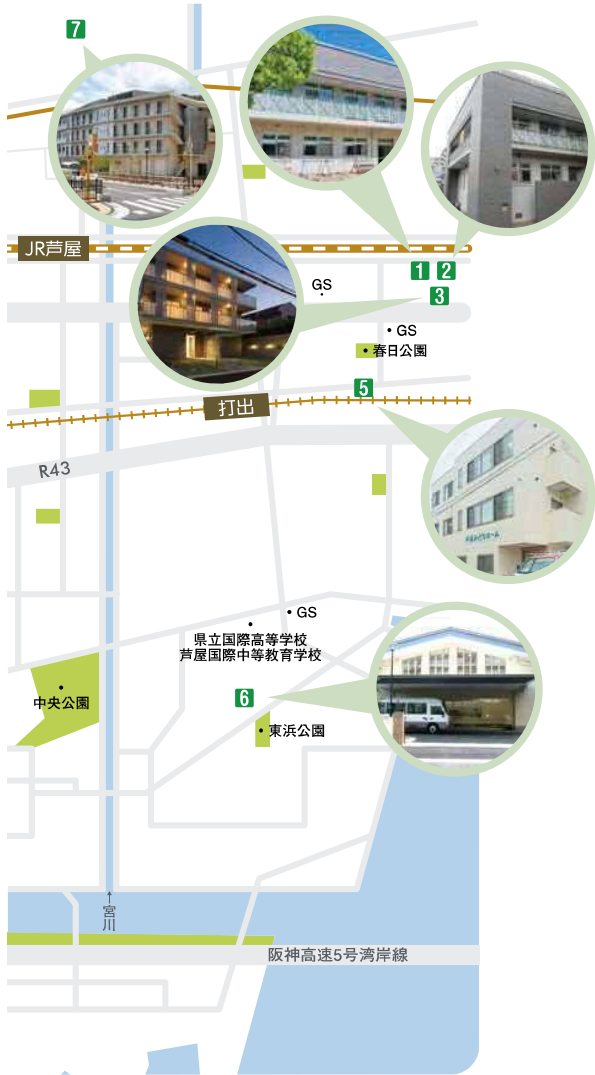 7
JR芦屋
1
2
3
GS
GS
春日公園
5
打出
R43
GS
県立国際高等学校
芦屋国際中等教育学校
中央公園
6
東浜公園
宮川
阪神高速5号湾岸線